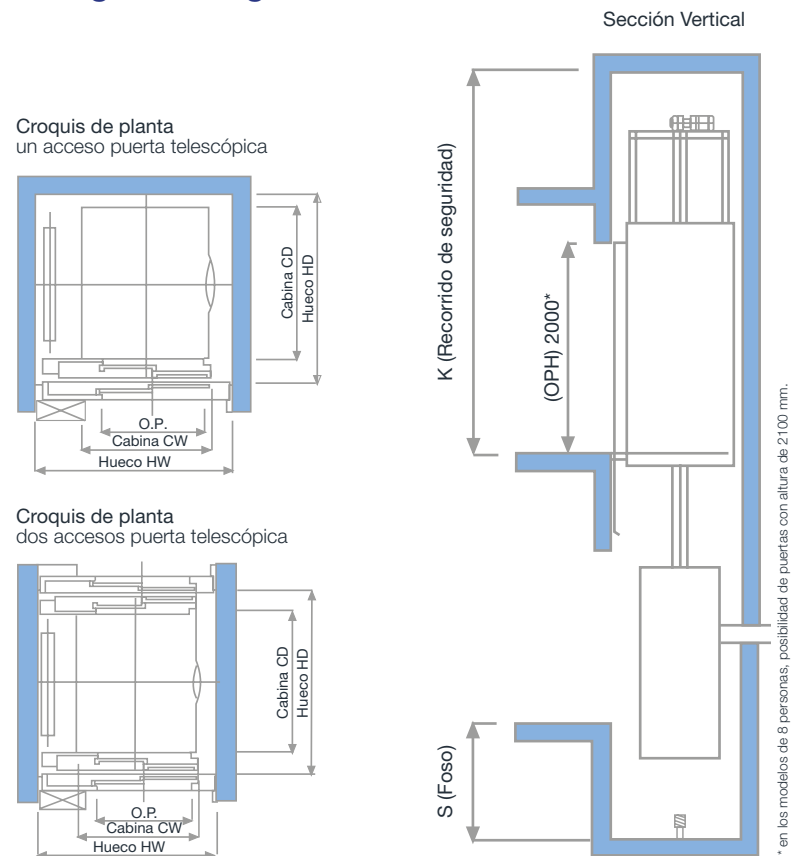 Sección Vertical
Croquis de planta
un acceso puerta telescópica
Cabina CD
Hueco HD
O.P.
Cabina CW
Hueco HW
Croquis de planta
dos accesos puerta telescópica
Cabina CD
Hueco HD
O.P.
Cabina CW
Hueco HW
K (Recorrido de seguridad)
(OPH) 2000*
S (Foso)
* en los modelos de 8 personas, posibilidad de puertas con altura de 2100 mm.